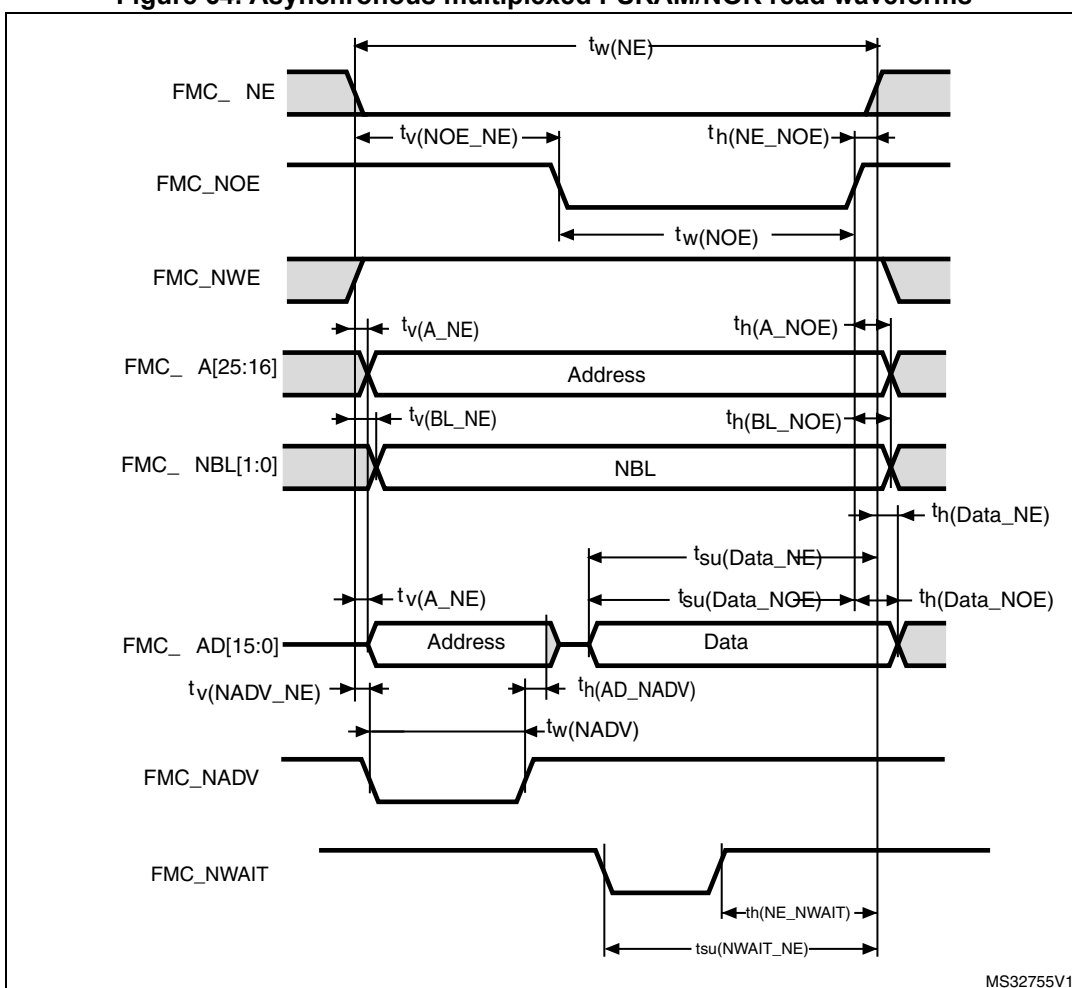 Figure 64. Asynchronous multiplexed PSRAM/NOR read waveforms
tw(NE)
FMC_ NE
tv(NOE_NE)
th(NE_NOE)
FMC_NOE
tw(NOE)
FMC_NWE
tv(A_NE)
th(A_NOE)
FMC_ A[25:16]
Address
tv(BL_NE)
th(BL_NOE)
FMC_ NBL[1:0]
NBL
th(Data_NE)
tsu(Data_NE)
tv(A_NE)
tsu(Data_NOE)
th(Data_NOE)
FMC_ AD[15:0]
Address
Data
tv(NADV_NE)
th(AD_NADV)
tw(NADV)
FMC_NADV
FMC_NWAIT
th(NE_NWAIT)
tsu(NWAIT_NE)
MS32755V1